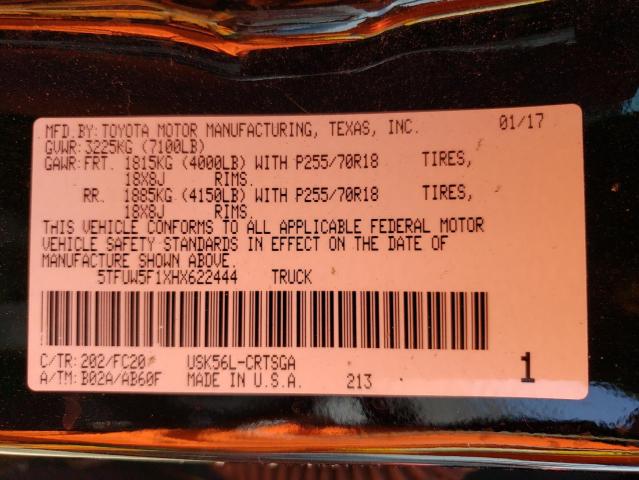 MFD.BY: TOYOTA MOTOR MANUFACTURING, TEXAS, INC. 01/17
GVWR: 3225KG (7100LB)
GAWR: FRT. 1815KG (4000LB) WITH P255/70R18 TIRES,
18X8J RIMS.
RR. 1885KG (4150LB) WITH P255/70R18 TIRES,
18X8J RIMS.
THIS VEHICLE CONFORMS TO ALL APPLICABLE FEDERAL MOTOR
VEHICLE SAFETY STANDARDS IN EFFECT ON THE DATE OF
MANUFACTURE SHOWN ABOVE.
5TFUW5F1XHX622444 TRUCK
C/TR: 202/FC20 USK56L-CRTSGA
A/TM: B02A/AB60F MADE IN U.S.A. 213 1